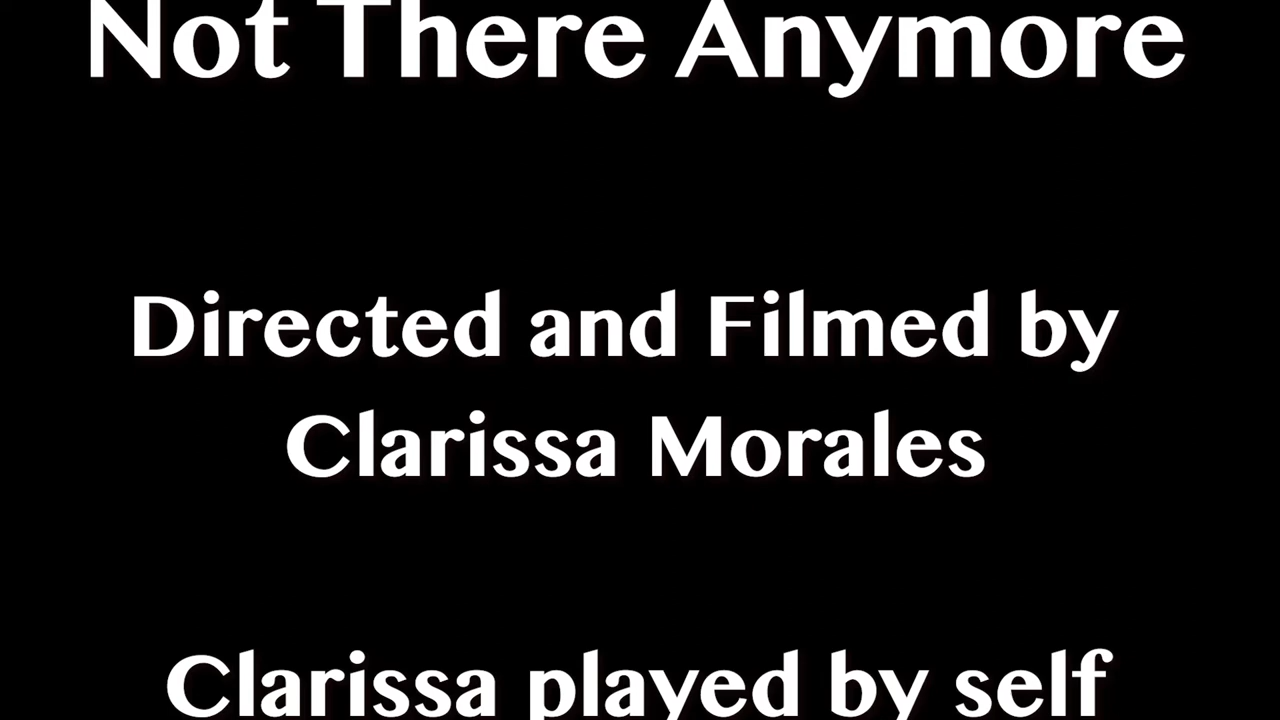 Not There Anymore
Directed and Filmed by
Clarissa Morales
Clarissa played by self